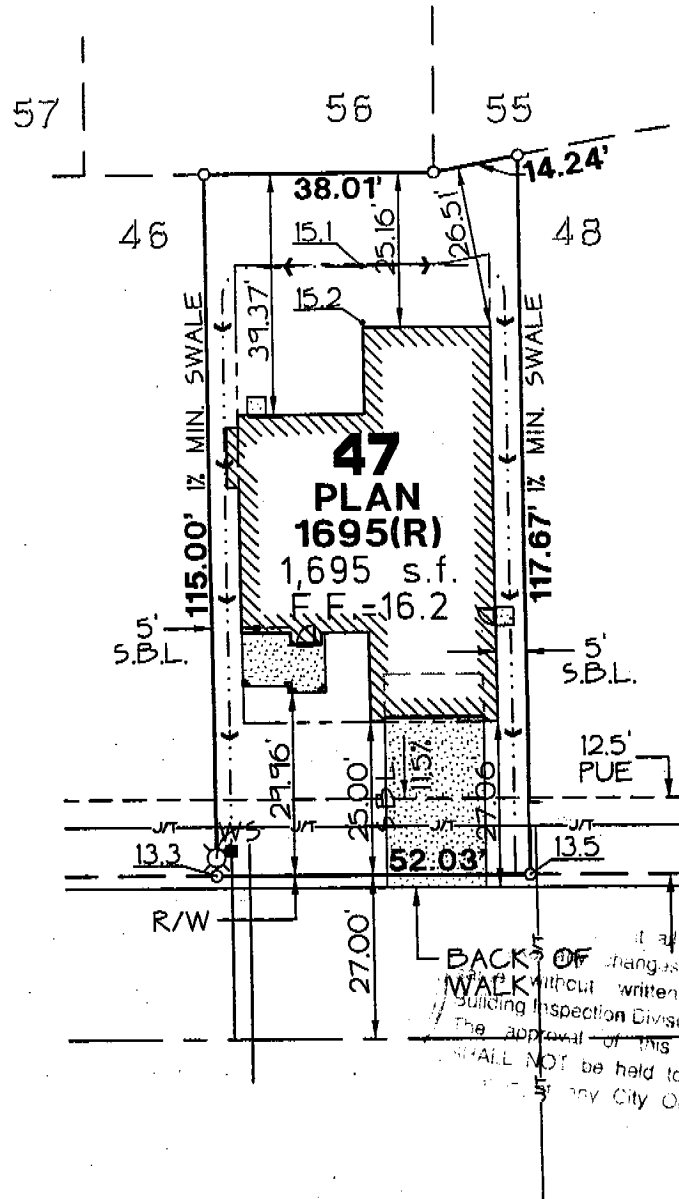 57
56
55
14.24'
38.01'
46
48
15.1
25.16'
26.51'
15.2
39.37'
1% MIN. SWALE
1% MIN. SWALE
47
PLAN
1695(R)
1,695 s.f.
F.F.=16.2
115.00'
117.67'
5'
S.B.L.
5'
S.B.L.
12.5'
PUE
29.96'
25.00'
11.5%
27.06'
J/T
J/T
J/T
J/T
WS
13.3
52.03'
13.5
R/W
27.00'
BACK OF
WALK
changes
without written
Building Inspection Divis
The approval of this
SHALL NOT be held to
any City O
J/T
J/T